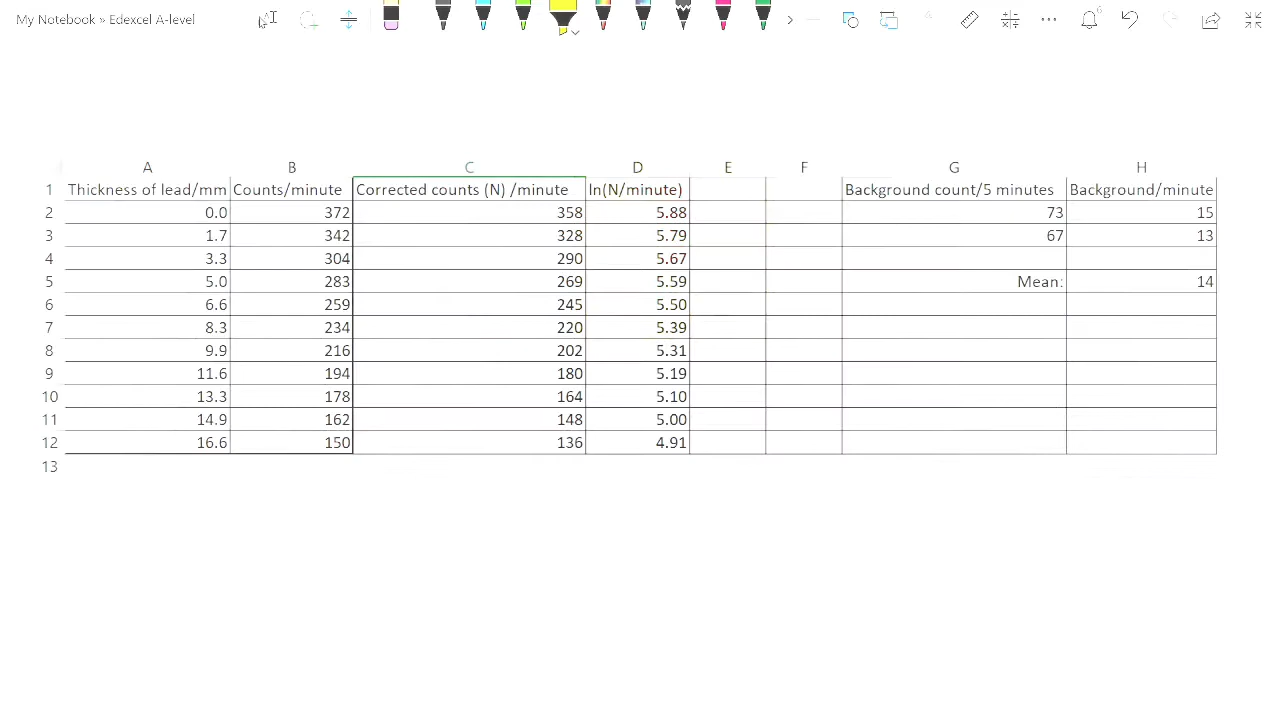 My Notebook » Edexcel A-level
6
A B C D E F G H
1 Thickness of lead/mm Counts/minute Corrected counts (N) /minute ln(N/minute) Background count/5 minutes Background/minute
2 0.0 372 358 5.88 73 15
3 1.7 342 328 5.79 67 13
4 3.3 304 290 5.67
5 5.0 283 269 5.59 Mean: 14
6 6.6 259 245 5.50
7 8.3 234 220 5.39
8 9.9 216 202 5.31
9 11.6 194 180 5.19
10 13.3 178 164 5.10
11 14.9 162 148 5.00
12 16.6 150 136 4.91
13